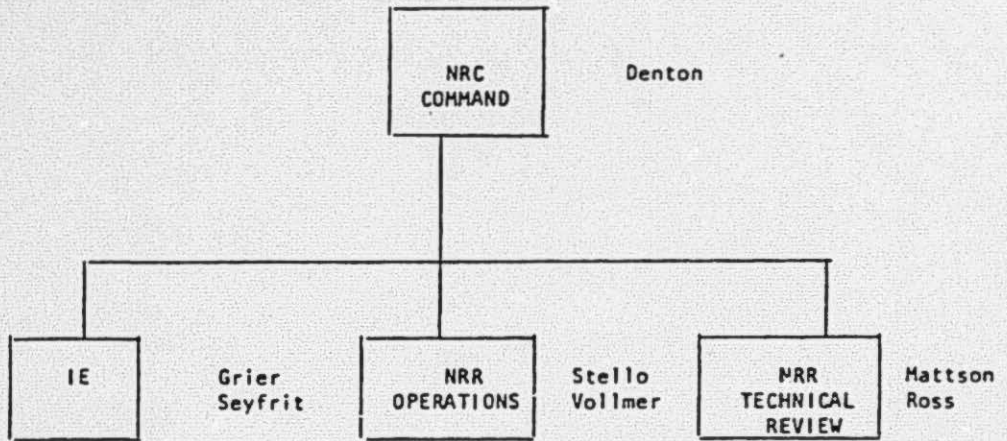 NRC
COMMAND
Denton
IE
Grier
Seyfrit
NRR
OPERATIONS
Stello
Vollmer
NRR
TECHNICAL
REVIEW
Mattson
Ross